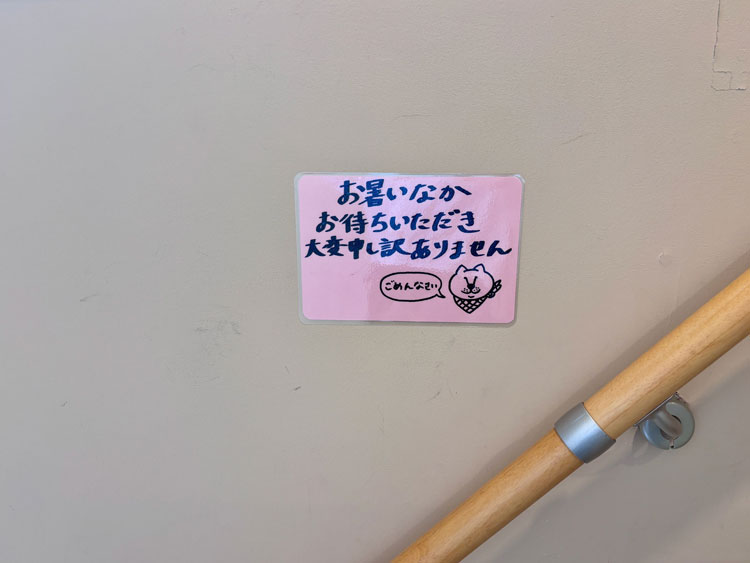 お暑いなか
お待ちいただき
大変申し訳ありません
ごめんなさい